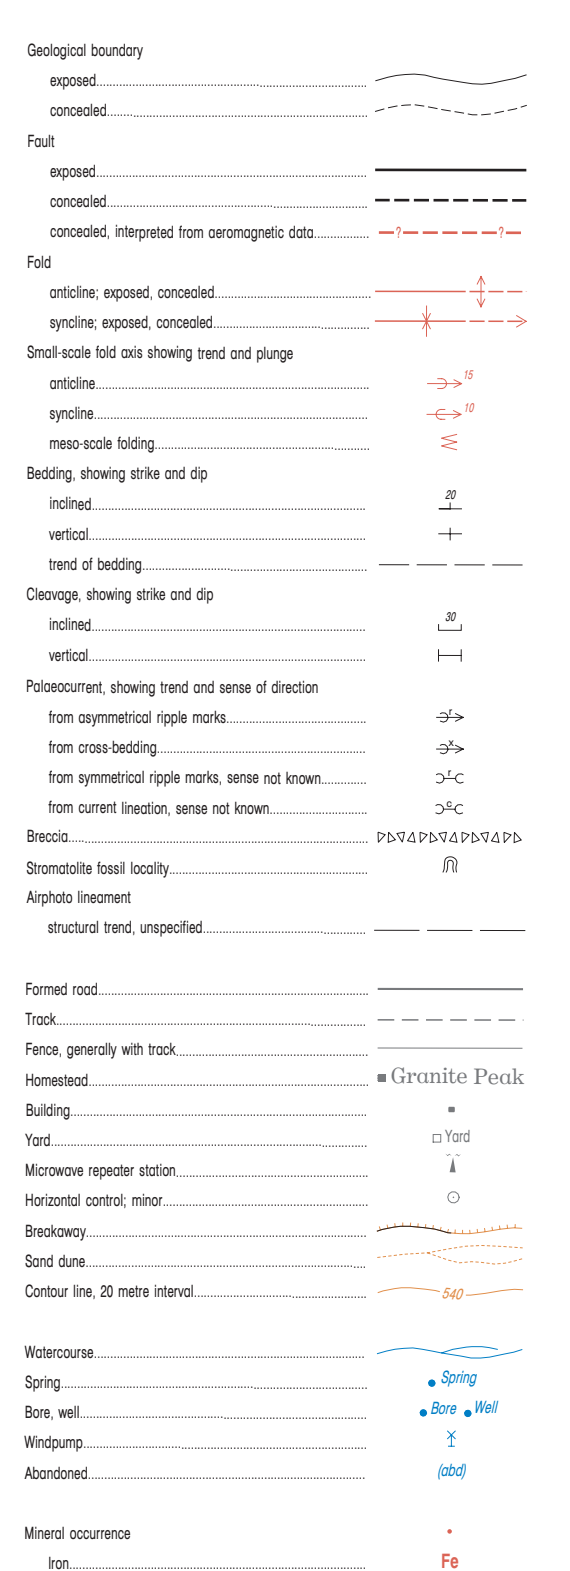 Geological boundary
exposed
concealed
Fault
exposed
concealed
concealed, interpreted from aeromagnetic data –?– –?–
Fold
anticline; exposed, concealed
syncline; exposed, concealed
Small-scale fold axis showing trend and plunge
anticline 15
syncline 10
meso-scale folding
Bedding, showing strike and dip
inclined 20
vertical
trend of bedding
Cleavage, showing strike and dip
inclined 30
vertical
Palaeocurrent, showing trend and sense of direction
from asymmetrical ripple marks r
from cross-bedding x
from symmetrical ripple marks, sense not known r
from current lineation, sense not known c
Breccia
Stromatolite fossil locality
Airphoto lineament
structural trend, unspecified
Formed road
Track
Fence, generally with track
Homestead Granite Peak
Building
Yard Yard
Microwave repeater station
Horizontal control; minor
Breakaway
Sand dune
Contour line, 20 metre interval 540
Watercourse
Spring Spring
Bore, well Bore Well
Windpump
Abandoned (abd)
Mineral occurrence
Iron Fe